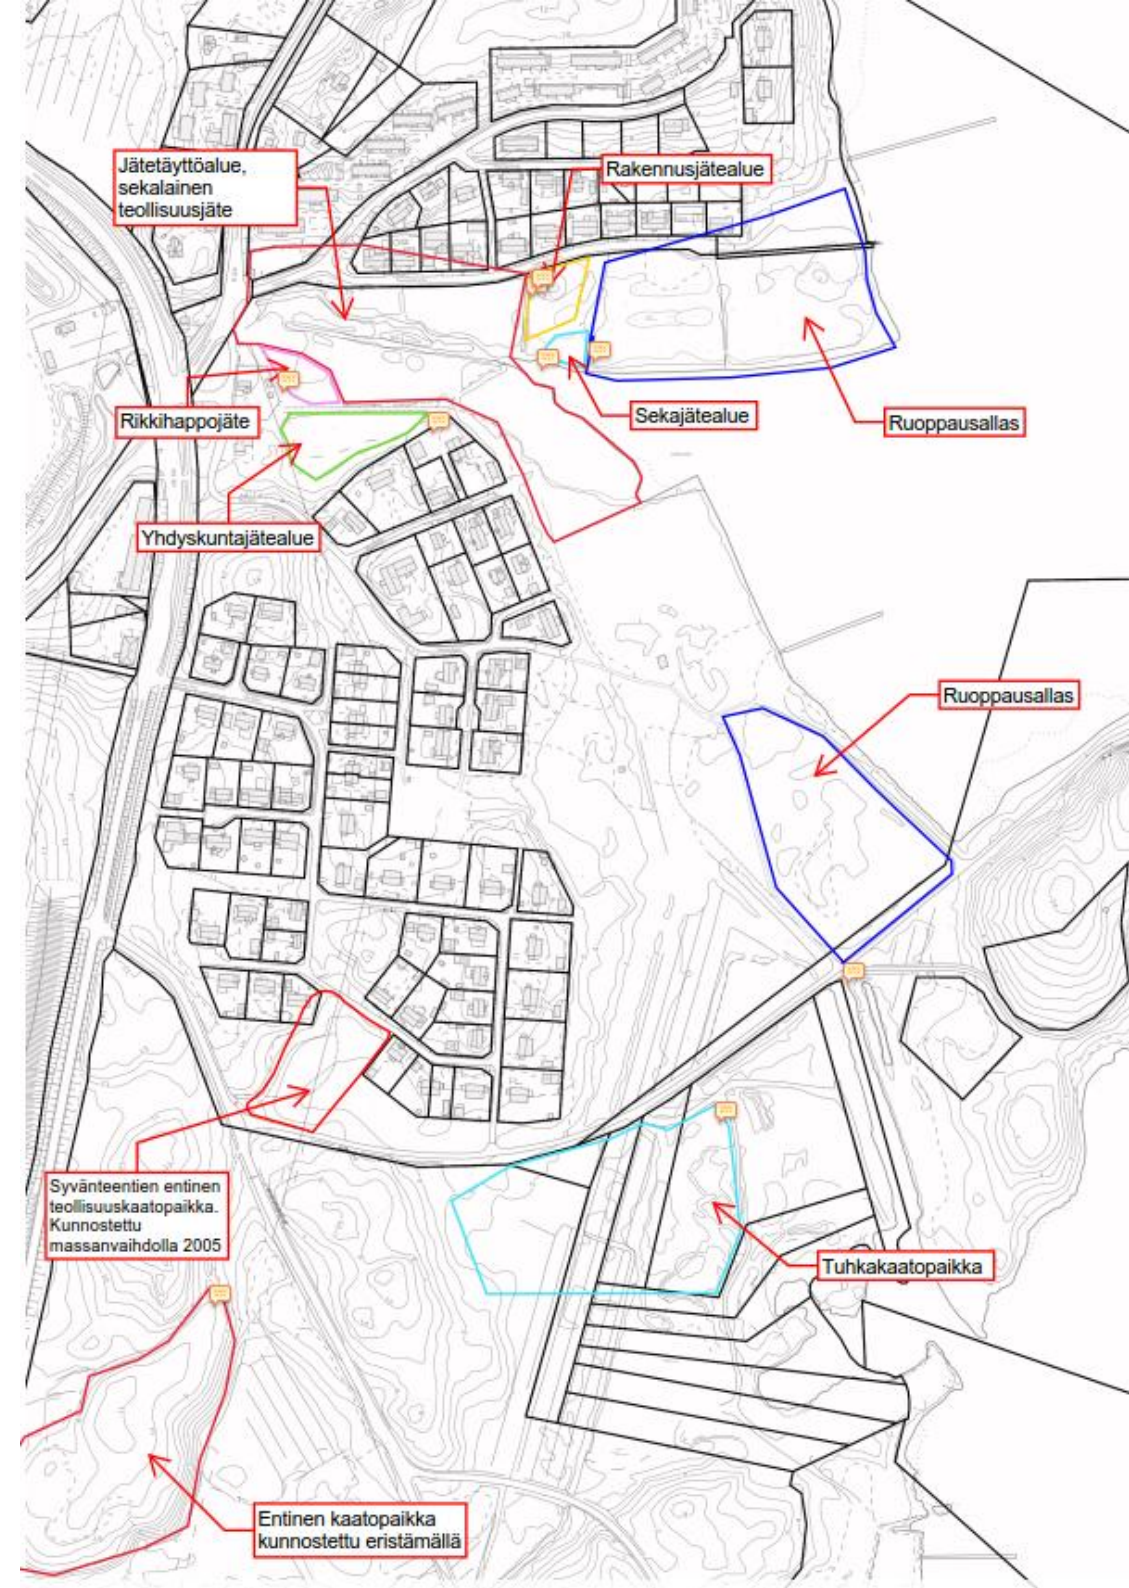 Jätetäyttöalue,
sekalainen
teollisuusjäte
Rakennusjätealue
Rikkihappojäte
Sekajätealue
Ruoppausallas
Yhdyskuntajätealue
Ruoppausallas
Syvänteentien entinen
teollisuuskaatopaikka.
Kunnostettu
massanvaihdolla 2005
Tuhkakaatopaikka
Entinen kaatopaikka
kunnostettu eristämällä